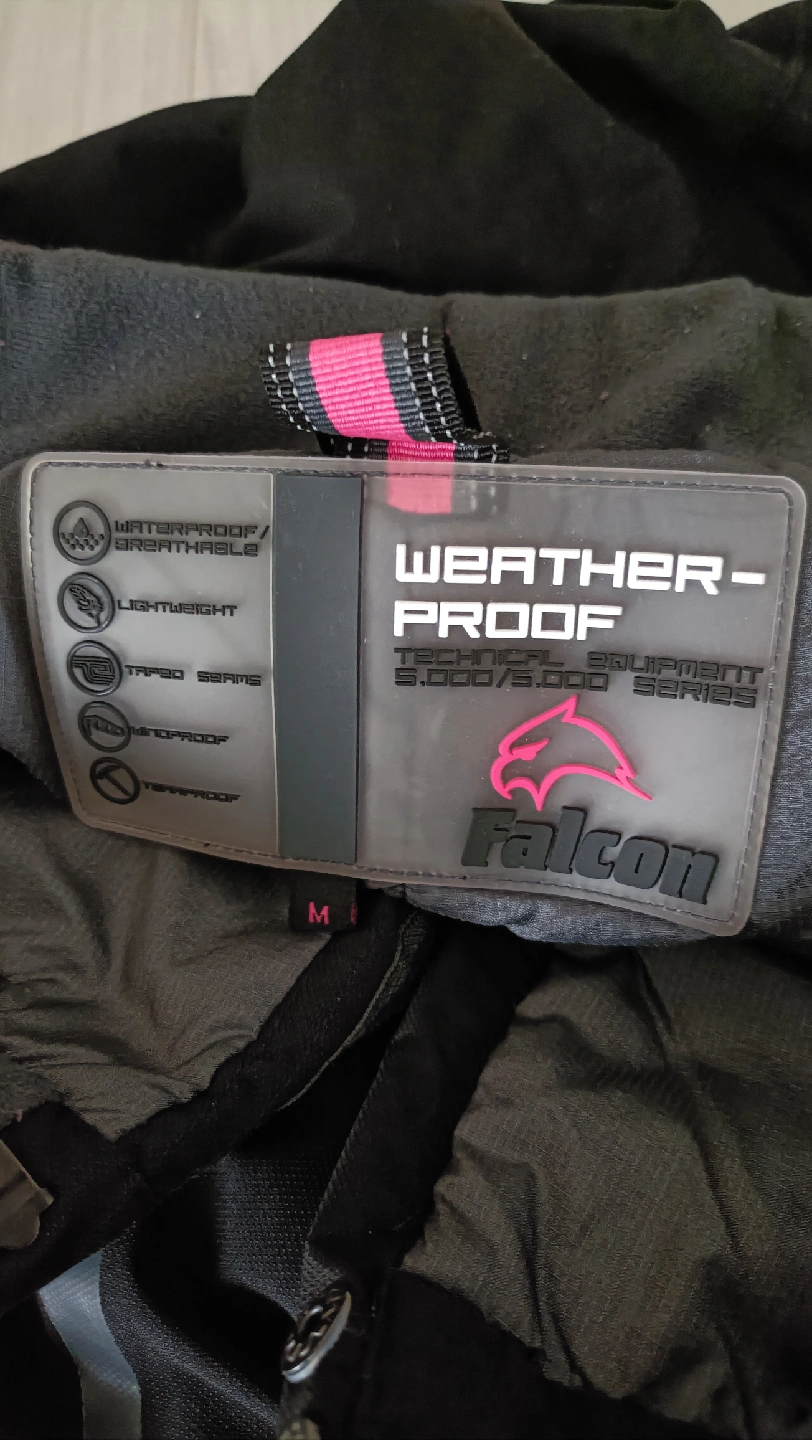 WATERPROOF/
BREATHABLE
LIGHTWEIGHT
TAPED SEAMS
WINDPROOF
TEARPROOF
WEATHER-
PROOF
TECHNICAL EQUIPMENT
5.000/5.000 SERIES
Falcon
M